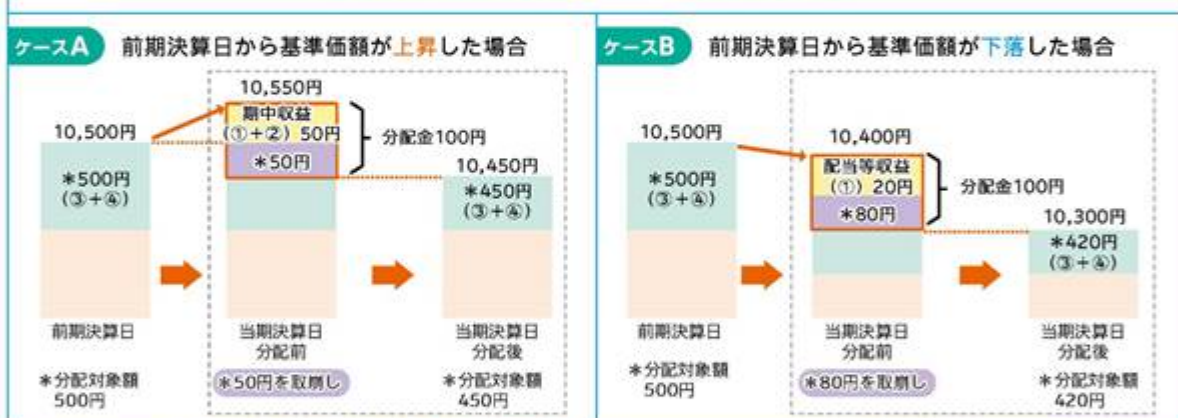 ケースA 前期決算日から基準価額が上昇した場合
10,550円
期中収益
(①+②) 50円
*50円
分配金100円
10,500円
*500円
(③+④)
10,450円
*450円
(③+④)
前期決算日
当期決算日
分配前
当期決算日
分配後
*分配対象額
500円
*50円を取崩し
*分配対象額
450円
ケースB 前期決算日から基準価額が下落した場合
10,500円
*500円
(③+④)
10,400円
配当等収益
(①) 20円
*80円
分配金100円
10,300円
*420円
(③+④)
前期決算日
当期決算日
分配前
当期決算日
分配後
*分配対象額
500円
*80円を取崩し
*分配対象額
420円